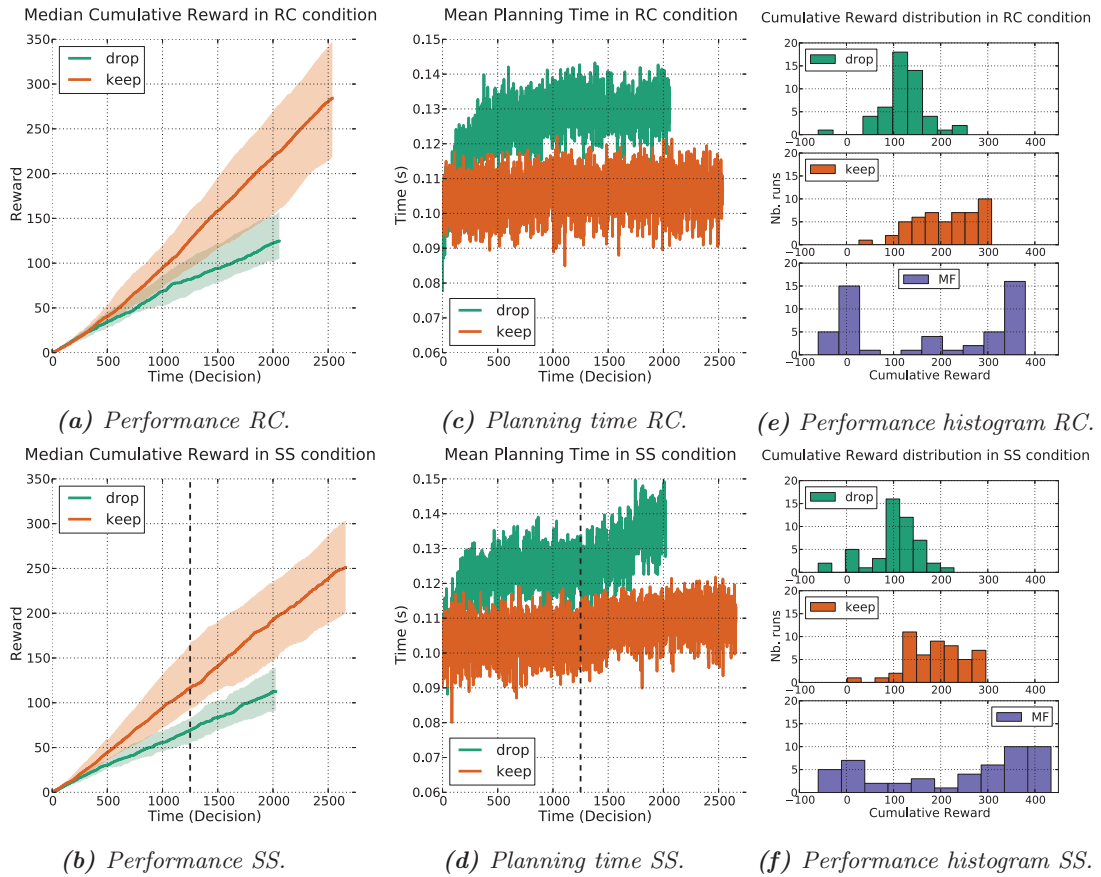 Median Cumulative Reward in RC condition
350
300
250
200
150
100
50
0
Reward
drop
keep
0 500 1000 1500 2000 2500
Time (Decision)
(a) Performance RC.
Mean Planning Time in RC condition
0.15
0.14
0.13
0.12
0.11
0.10
0.09
0.08
0.07
0.06
Time (s)
drop
keep
0 500 1000 1500 2000 2500
Time (Decision)
(c) Planning time RC.
Cumulative Reward distribution in RC condition
20
15
10
5
drop
−100 0 100 200 300 400
20
15
10
5
0
Nb. runs
keep
−100 0 100 200 300 400
20
15
10
5
0
MF
−100 0 100 200 300 400
Cumulative Reward
(e) Performance histogram RC.
Median Cumulative Reward in SS condition
350
300
250
200
150
100
50
0
Reward
drop
keep
0 500 1000 1500 2000 2500
Time (Decision)
(b) Performance SS.
Mean Planning Time in SS condition
0.15
0.14
0.13
0.12
0.11
0.10
0.09
0.08
0.07
0.06
Time (s)
drop
keep
0 500 1000 1500 2000 2500
Time (Decision)
(d) Planning time SS.
Cumulative Reward distribution in SS condition
20
15
10
5
drop
−100 0 100 200 300 400
20
15
10
5
0
Nb. runs
keep
−100 0 100 200 300 400
20
15
10
5
0
MF
−100 0 100 200 300 400
Cumulative Reward
(f) Performance histogram SS.